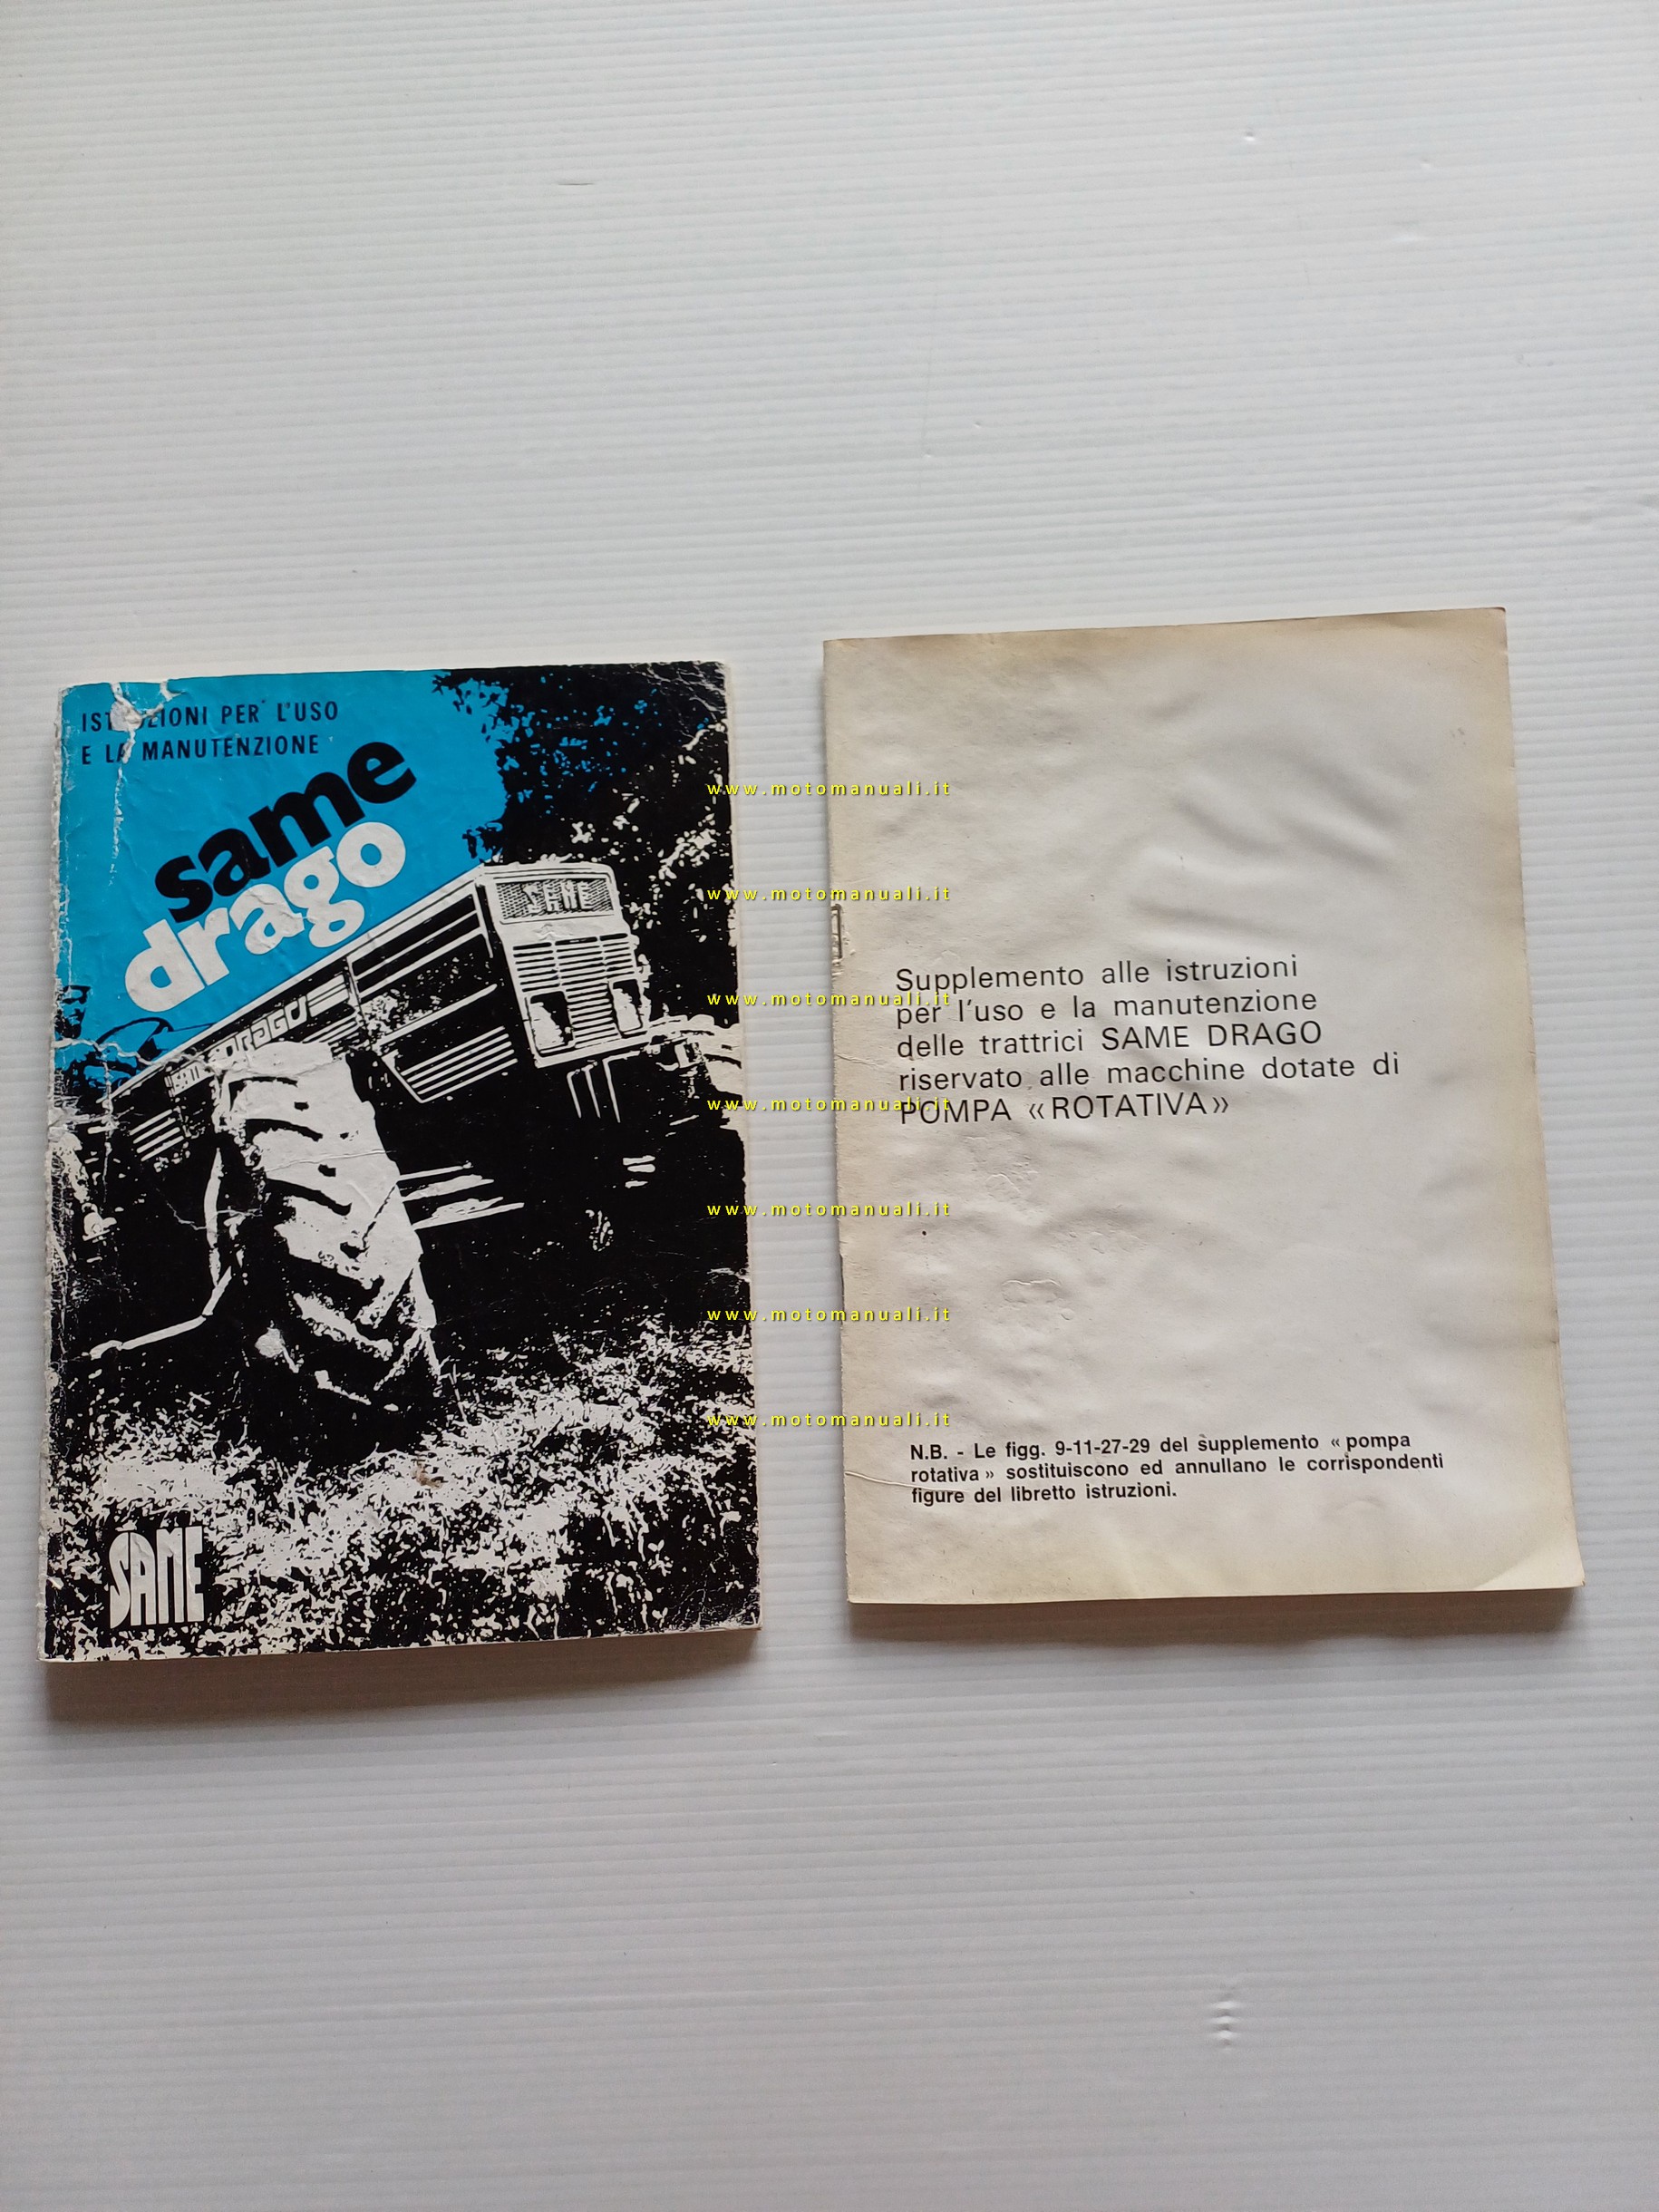 IST UZIONI PER L'USO
E LA MANUTENZIONE
same
drago
SAME
DRAGO
SAME
Supplemento alle istruzioni
per l'uso e la manutenzione
delle trattrici SAME DRAGO
riservato alle macchine dotate di
POMPA «ROTATIVA»
N.B. - Le figg. 9-11-27-29 del supplemento « pompa
rotativa » sostituiscono ed annullano le corrispondenti
figure del libretto istruzioni.
www.motomanuali.it
www.motomanuali.it
www.motomanuali.it
www.motomanuali.it
www.motomanuali.it
www.motomanuali.it
www.motomanuali.it